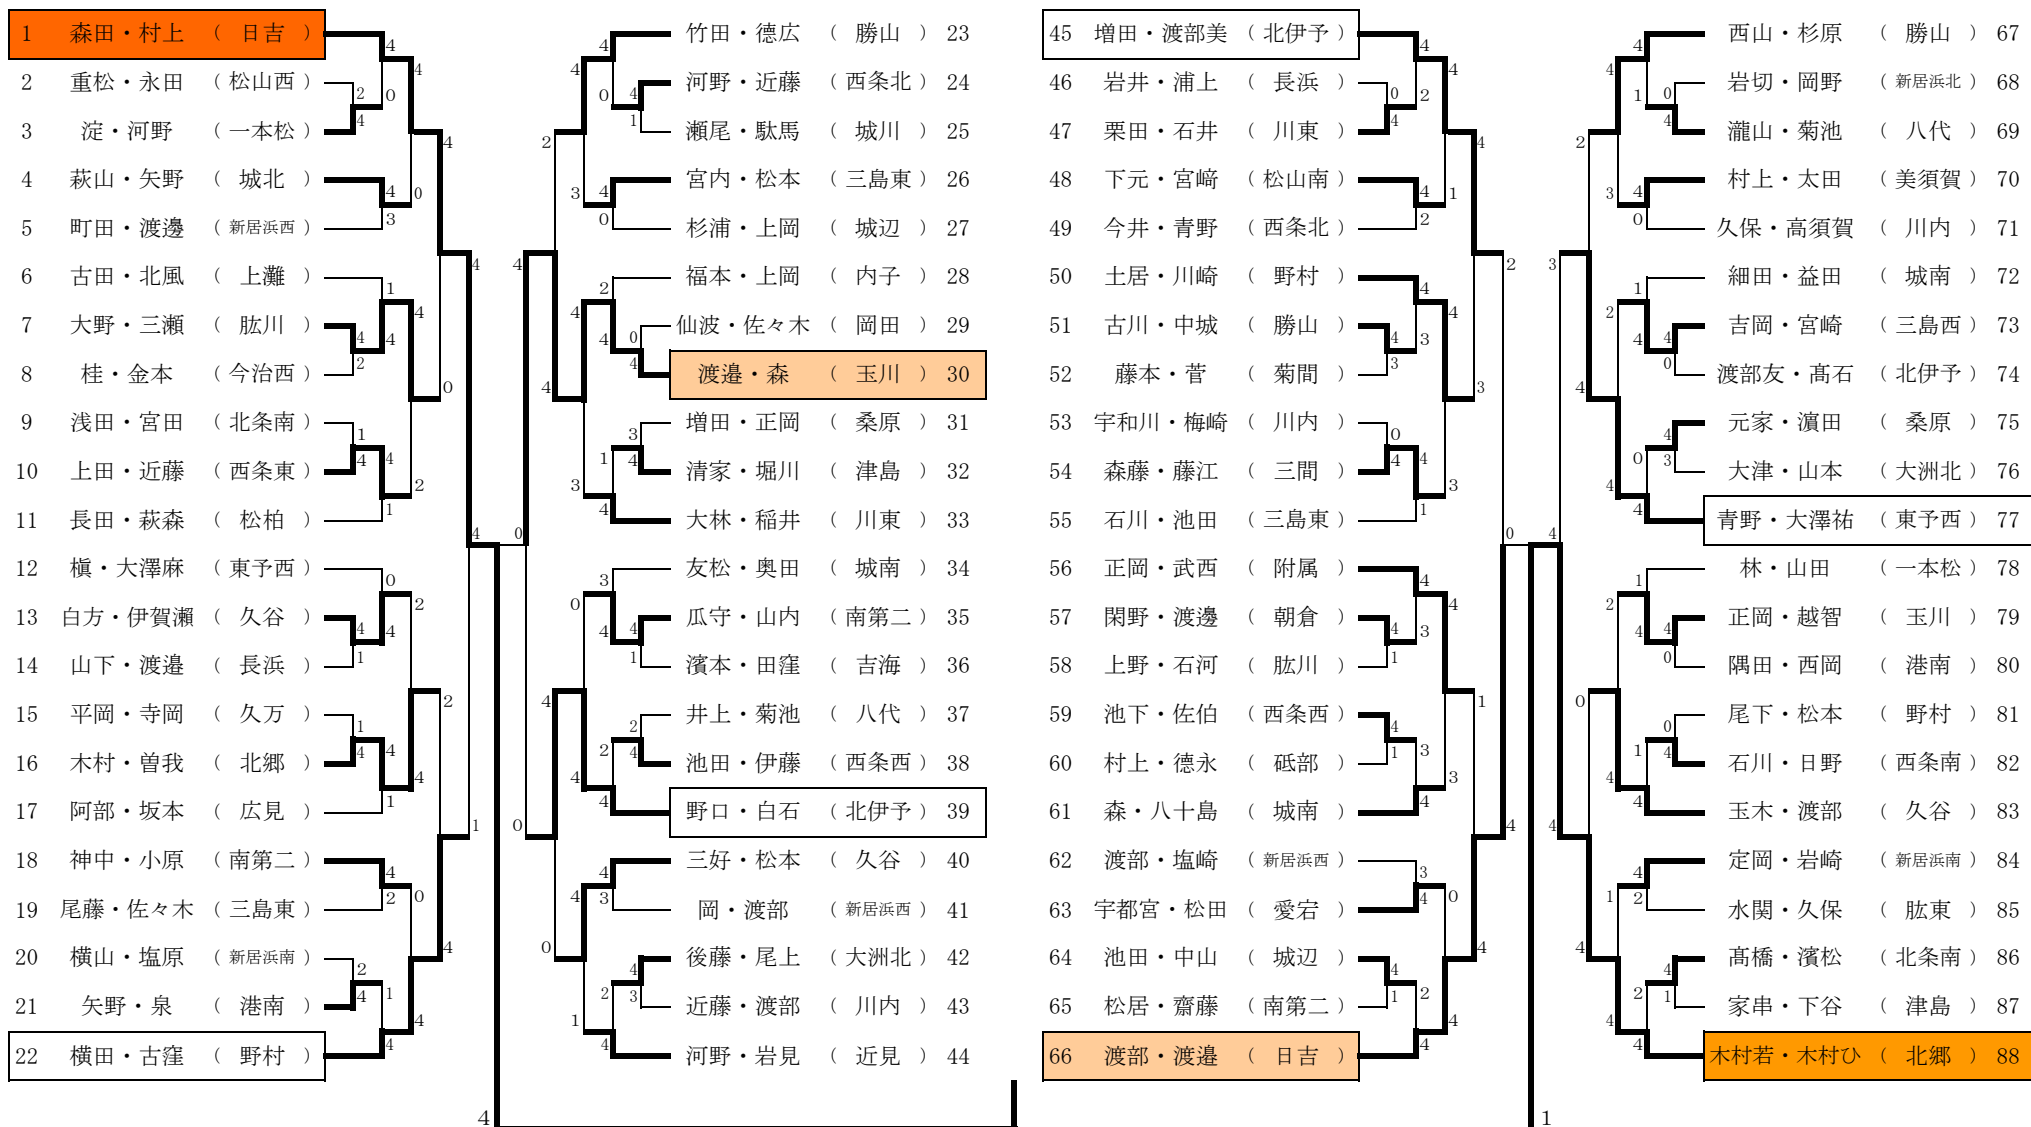 1 森田・村上 （ 日吉 ）
2 重松・永田 （ 松山西 ）
3 淀・河野 （ 一本松 ）
4 萩山・矢野 （ 城北 ）
5 町田・渡邊 （ 新居浜西 ）
6 古田・北風 （ 上灘 ）
7 大野・三瀬 （ 肱川 ）
8 桂・金本 （ 今治西 ）
9 浅田・宮田 （ 北条南 ）
10 上田・近藤 （ 西条東 ）
11 長田・萩森 （ 松柏 ）
12 槇・大澤麻 （ 東予西 ）
13 白方・伊賀瀬 （ 久谷 ）
14 山下・渡邉 （ 長浜 ）
15 平岡・寺岡 （ 久万 ）
16 木村・曽我 （ 北郷 ）
17 阿部・坂本 （ 広見 ）
18 神中・小原 （ 南第二 ）
19 尾藤・佐々木 （ 三島東 ）
20 横山・塩原 （ 新居浜南 ）
21 矢野・泉 （ 港南 ）
22 横田・古窪 （ 野村 ）
竹田・徳広 （ 勝山 ） 23
河野・近藤 （ 西条北 ） 24
瀬尾・駄馬 （ 城川 ） 25
宮内・松本 （ 三島東 ） 26
杉浦・上岡 （ 城辺 ） 27
福本・上岡 （ 内子 ） 28
仙波・佐々木 （ 岡田 ） 29
渡邉・森 （ 玉川 ） 30
増田・正岡 （ 桑原 ） 31
清家・堀川 （ 津島 ） 32
大林・稲井 （ 川東 ） 33
友松・奥田 （ 城南 ） 34
瓜守・山内 （ 南第二 ） 35
濱本・田窪 （ 吉海 ） 36
井上・菊池 （ 八代 ） 37
池田・伊藤 （ 西条西 ） 38
野口・白石 （ 北伊予 ） 39
三好・松本 （ 久谷 ） 40
岡・渡部 （ 新居浜西 ） 41
後藤・尾上 （ 大洲北 ） 42
近藤・渡部 （ 川内 ） 43
河野・岩見 （ 近見 ） 44
45 増田・渡部美 （ 北伊予 ）
46 岩井・浦上 （ 長浜 ）
47 栗田・石井 （ 川東 ）
48 下元・宮﨑 （ 松山南 ）
49 今井・青野 （ 西条北 ）
50 土居・川崎 （ 野村 ）
51 古川・中城 （ 勝山 ）
52 藤本・菅 （ 菊間 ）
53 宇和川・梅崎 （ 川内 ）
54 森藤・藤江 （ 三間 ）
55 石川・池田 （ 三島東 ）
56 正岡・武西 （ 附属 ）
57 閑野・渡邊 （ 朝倉 ）
58 上野・石河 （ 肱川 ）
59 池下・佐伯 （ 西条西 ）
60 村上・徳永 （ 砥部 ）
61 森・八十島 （ 城南 ）
62 渡部・塩崎 （ 新居浜西 ）
63 宇都宮・松田 （ 愛宕 ）
64 池田・中山 （ 城辺 ）
65 松居・齋藤 （ 南第二 ）
66 渡部・渡邉 （ 日吉 ）
西山・杉原 （ 勝山 ） 67
岩切・岡野 （ 新居浜北 ） 68
瀧山・菊池 （ 八代 ） 69
村上・太田 （ 美須賀 ） 70
久保・高須賀 （ 川内 ） 71
細田・益田 （ 城南 ） 72
吉岡・宮崎 （ 三島西 ） 73
渡部友・髙石 （ 北伊予 ） 74
元家・濵田 （ 桑原 ） 75
大津・山本 （ 大洲北 ） 76
青野・大澤祐 （ 東予西 ） 77
林・山田 （ 一本松 ） 78
正岡・越智 （ 玉川 ） 79
隅田・西岡 （ 港南 ） 80
尾下・松本 （ 野村 ） 81
石川・日野 （ 西条南 ） 82
玉木・渡部 （ 久谷 ） 83
定岡・岩崎 （ 新居浜南 ） 84
水関・久保 （ 肱東 ） 85
髙橋・濱松 （ 北条南 ） 86
家串・下谷 （ 津島 ） 87
木村若・木村ひ （ 北郷 ） 88
4
1